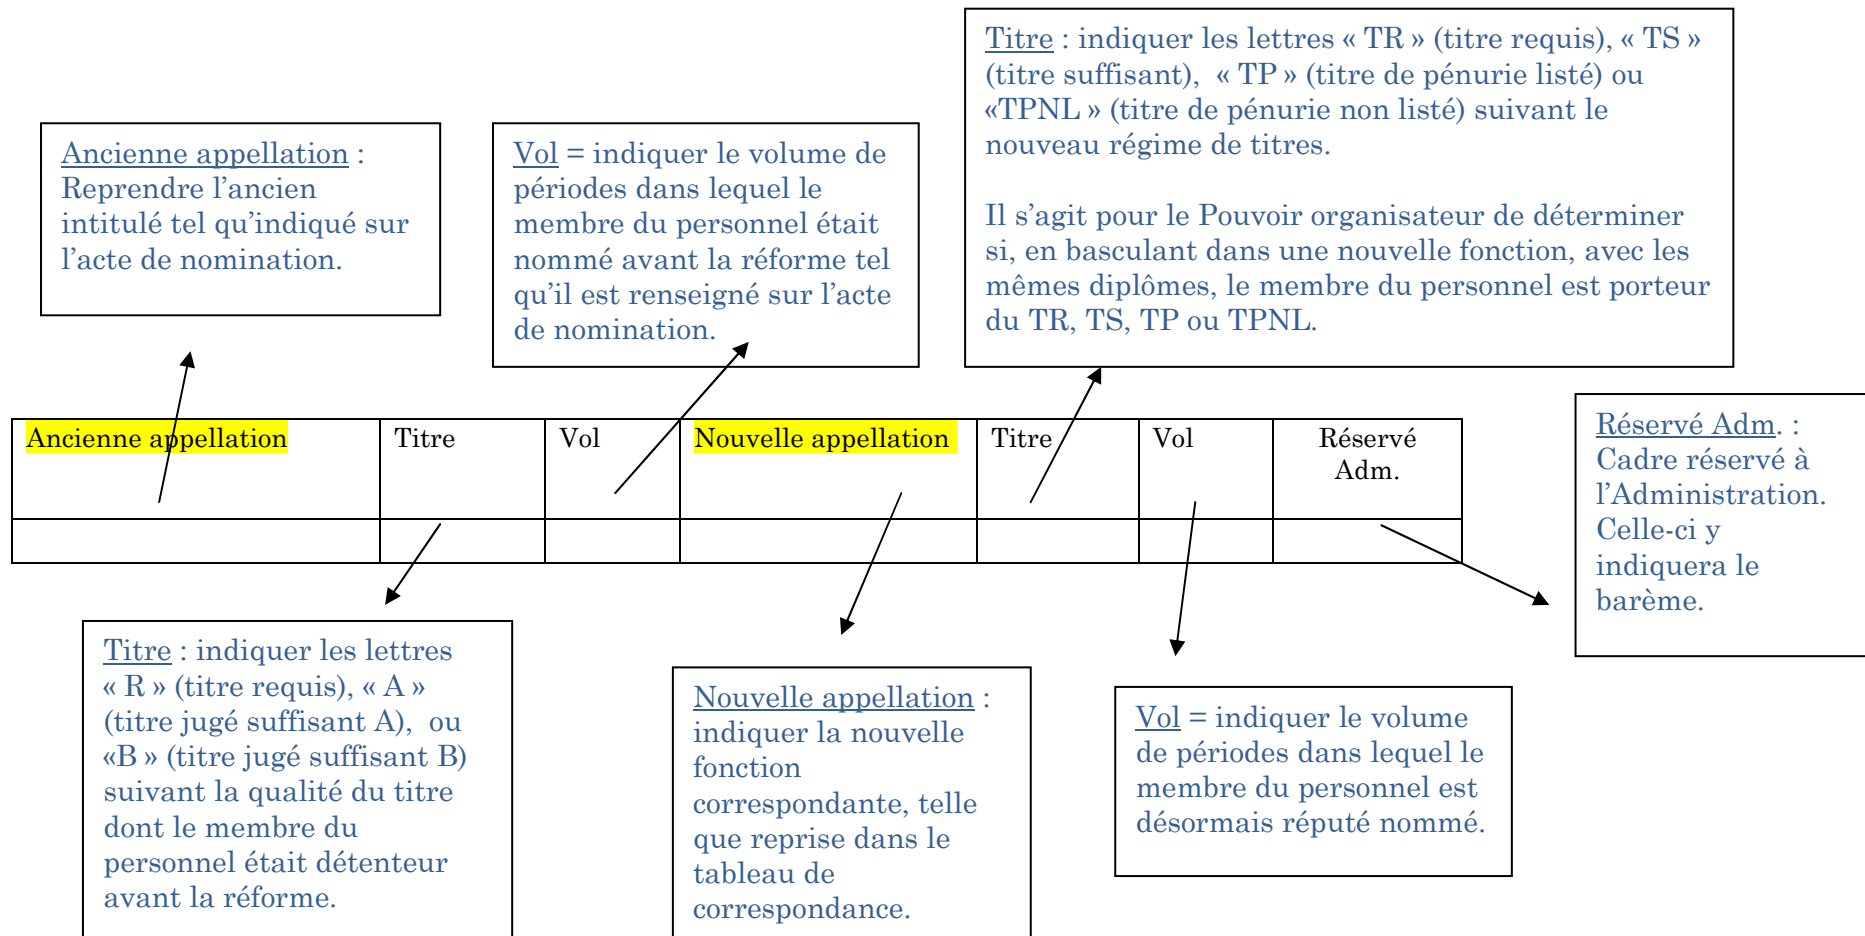 Titre : indiquer les lettres « TR » (titre requis), « TS »
(titre suffisant), « TP » (titre de pénurie listé) ou
«TPNL » (titre de pénurie non listé) suivant le
nouveau régime de titres.
Il s’agit pour le Pouvoir organisateur de déterminer
si, en basculant dans une nouvelle fonction, avec les
mêmes diplômes, le membre du personnel est porteur
du TR, TS, TP ou TPNL.
Ancienne appellation :
Reprendre l’ancien
intitulé tel qu’indiqué sur
l’acte de nomination.
Vol = indiquer le volume de
périodes dans lequel le
membre du personnel était
nommé avant la réforme tel
qu’il est renseigné sur l’acte
de nomination.
Ancienne appellation Titre Vol Nouvelle appellation Titre Vol Réservé
Adm.
Réservé Adm. :
Cadre réservé à
l’Administration.
Celle-ci y
indiquera le
barème.
Titre : indiquer les lettres
« R » (titre requis), « A »
(titre jugé suffisant A), ou
«B » (titre jugé suffisant B)
suivant la qualité du titre
dont le membre du
personnel était détenteur
avant la réforme.
Nouvelle appellation :
indiquer la nouvelle
fonction
correspondante, telle
que reprise dans le
tableau de
correspondance.
Vol = indiquer le volume
de périodes dans lequel le
membre du personnel est
désormais réputé nommé.